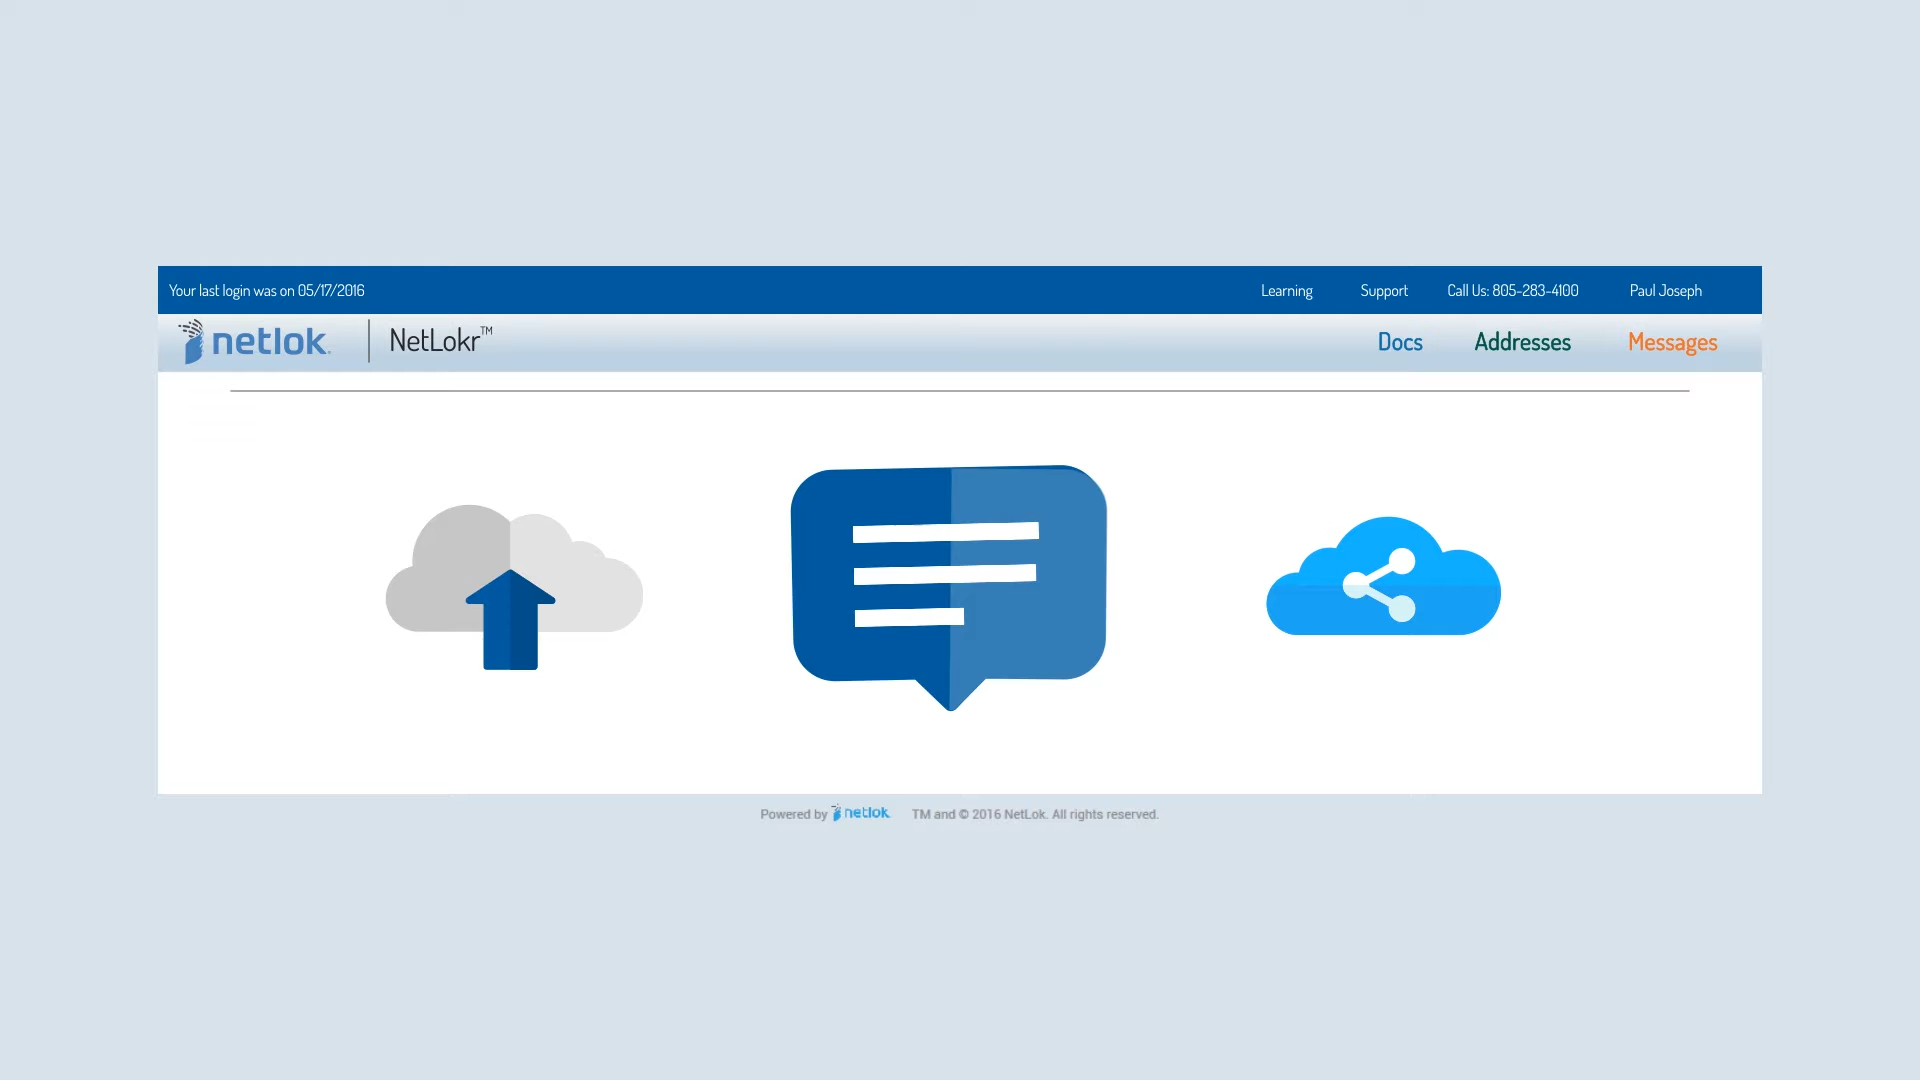 Your last login was on 05/17/2016
Learning Support Call Us: 805-283-4100 Paul Joseph
netlok. NetLokr™ Docs Addresses Messages
Powered by netlok. TM and © 2016 NetLok. All rights reserved.